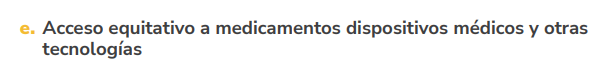 e. Acceso equitativo a medicamentos dispositivos médicos y otras
tecnologías